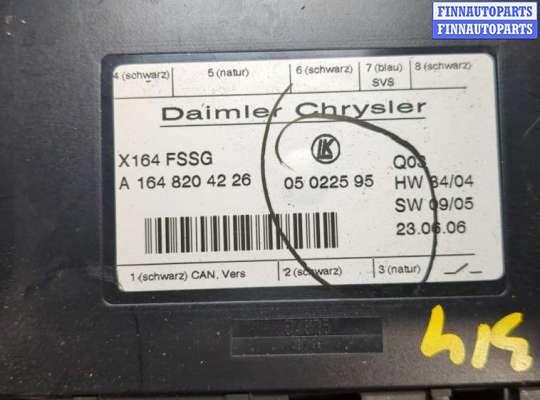 FINNAUTOPARTS
FINNAUTOPARTS
4 (schwarz) 5 (natur) 6 (schwarz) 7 (blau) 8 (schwarz)
SVS
Daimler Chrysler
X164 FSSG LK Q03
A 164 820 42 26 05 0225 95 HW 34/04
SW 09/05
23.06.06
1 (schwarz) CAN, Vers 2 (schwarz) 3 (natur)